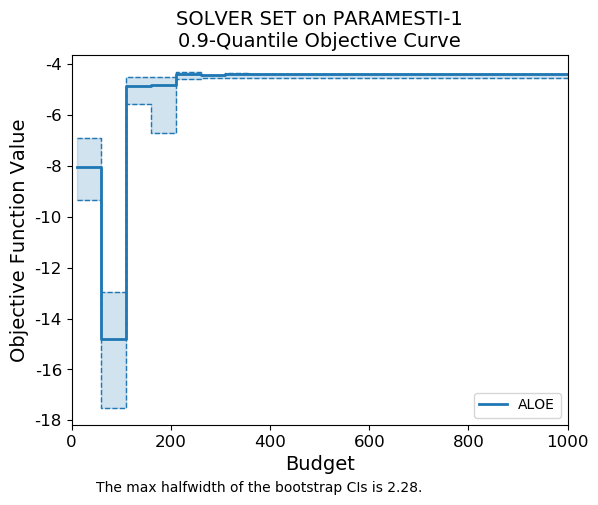 SOLVER SET on PARAMESTI-1
0.9-Quantile Objective Curve
Objective Function Value
-4
-6
-8
-10
-12
-14
-16
-18
0 200 400 600 800 1000
ALOE
Budget
The max halfwidth of the bootstrap CIs is 2.28.